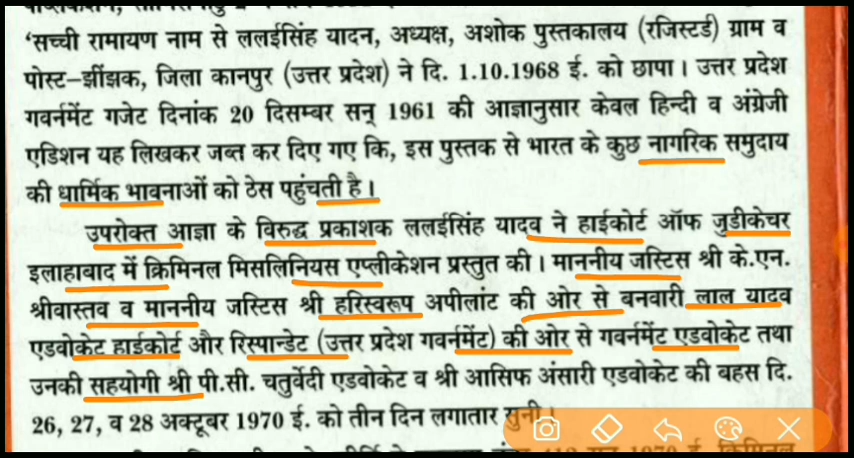 ‘सच्ची रामायण नाम से ललईसिंह यादन, अध्यक्ष, अशोक पुस्तकालय (रजिस्टर्ड) ग्राम व
पोस्ट–झींझक, जिला कानपुर (उत्तर प्रदेश) ने दि. 1.10.1968 ई. को छापा। उत्तर प्रदेश
गवर्नमेंट गजेट दिनांक 20 दिसम्बर सन् 1961 की आज्ञानुसार केवल हिन्दी व अंग्रेजी
एडिशन यह लिखकर जब्त कर दिए गए कि, इस पुस्तक से भारत के कुछ नागरिक समुदाय
की धार्मिक भावनाओं को ठेस पहुंचती है।
उपरोक्त आज्ञा के विरुद्ध प्रकाशक ललईसिंह यादव ने हाईकोर्ट ऑफ जुडीकेचर
इलाहाबाद में क्रिमिनल मिसलिनियस एप्लीकेशन प्रस्तुत की। माननीय जस्टिस श्री के.एन.
श्रीवास्तव व माननीय जस्टिस श्री हरिस्वरूप अपीलांट की ओर से बनवारी लाल यादव
एडवोकेट हाईकोर्ट और रिस्पान्डेट (उत्तर प्रदेश गवर्नमेंट) की ओर से गवर्नमेंट एडवोकेट तथा
उनकी सहयोगी श्री पी.सी. चतुर्वेदी एडवोकेट व श्री आसिफ अंसारी एडवोकेट की बहस दि.
26, 27, व 28 अक्टूबर 1970 ई. को तीन दिन लगातार सुनी।